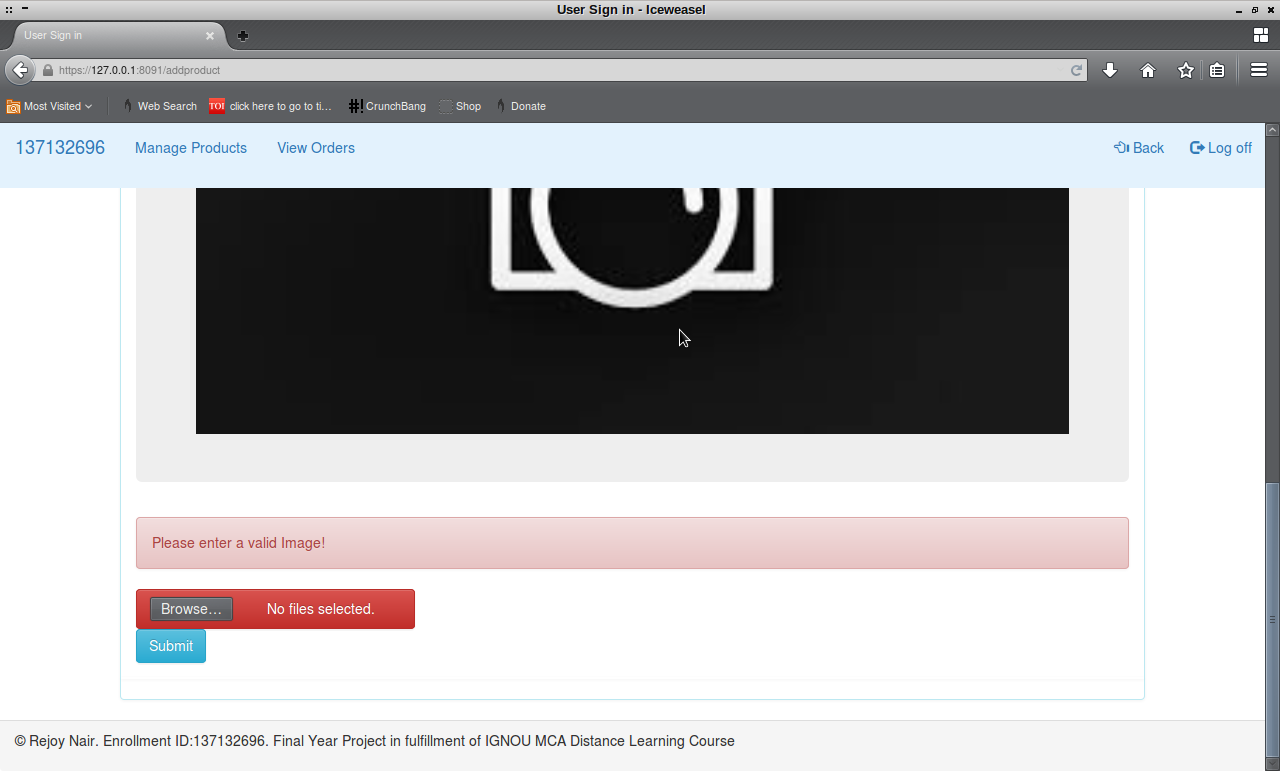 User Sign in - Iceweasel
User Sign in
https://127.0.0.1:8091/addproduct
Most Visited
Web Search
TOI
click here to go to ti...
#!
CrunchBang
Shop
Donate
137132696
Manage Products
View Orders
Back
Log off
Please enter a valid Image!
Browse...
No files selected.
Submit
© Rejoy Nair. Enrollment ID:137132696. Final Year Project in fulfillment of IGNOU MCA Distance Learning Course